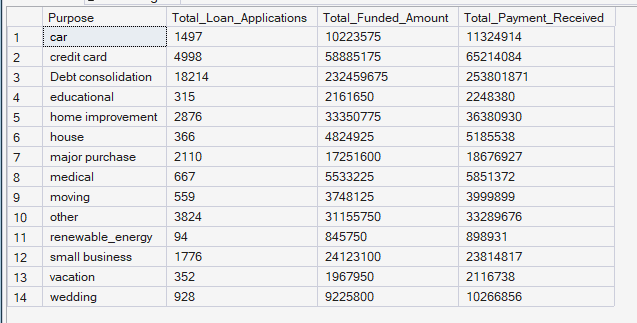 Purpose Total_Loan_Applications Total_Funded_Amount Total_Payment_Received
1 car 1497 10223575 11324914
2 credit card 4998 58885175 65214084
3 Debt consolidation 18214 232459675 253801871
4 educational 315 2161650 2248380
5 home improvement 2876 33350775 36380930
6 house 366 4824925 5185538
7 major purchase 2110 17251600 18676927
8 medical 667 5533225 5851372
9 moving 559 3748125 3999899
10 other 3824 31155750 33289676
11 renewable_energy 94 845750 898931
12 small business 1776 24123100 23814817
13 vacation 352 1967950 2116738
14 wedding 928 9225800 10266856